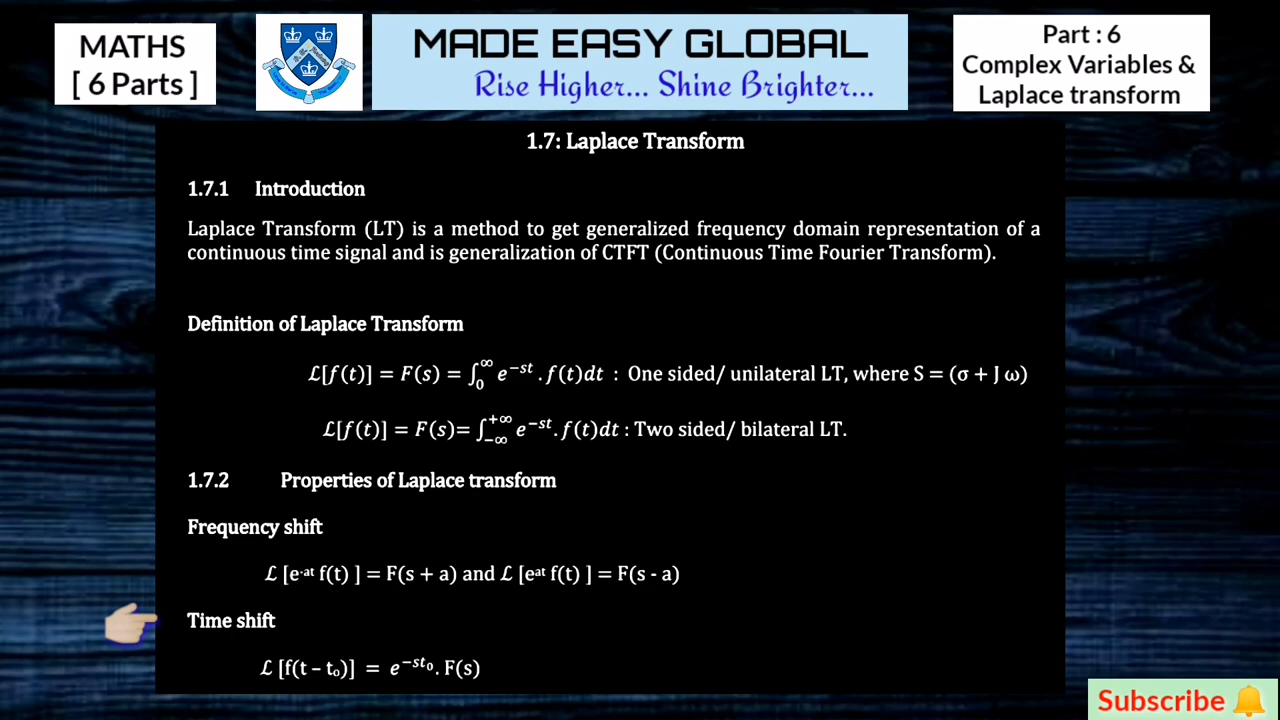 MATHS
[ 6 Parts ]
MADE EASY GLOBAL
Rise Higher... Shine Brighter...
Part : 6
Complex Variables &
Laplace transform
1.7: Laplace Transform
1.7.1 Introduction
Laplace Transform (LT) is a method to get generalized frequency domain representation of a
continuous time signal and is generalization of CTFT (Continuous Time Fourier Transform).
Definition of Laplace Transform
ℒ[f(t)] = F(s) = ∫₀^∞ e^{−st} . f(t)dt : One sided/ unilateral LT, where S = (σ + J ω)
ℒ[f(t)] = F(s)= ∫_{−∞}^{+∞} e^{−st} . f(t)dt : Two sided/ bilateral LT.
1.7.2 Properties of Laplace transform
Frequency shift
ℒ [e^{-at} f(t) ] = F(s + a) and ℒ [e^{at} f(t) ] = F(s - a)
Time shift
ℒ [f(t – t₀)] = e^{−st₀}. F(s)
Subscribe